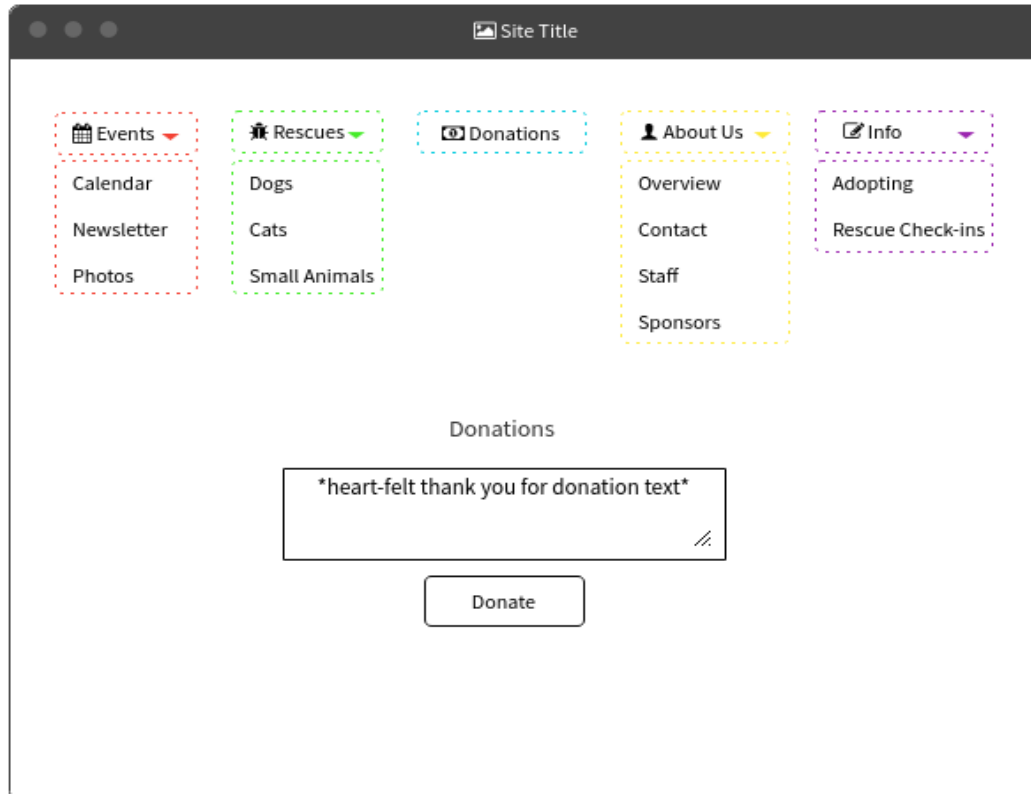 Site Title
Events
Rescues
Donations
About Us
Info
Calendar
Newsletter
Photos
Dogs
Cats
Small Animals
Overview
Contact
Staff
Sponsors
Adopting
Rescue Check-ins
Donations
*heart-felt thank you for donation text*
Donate